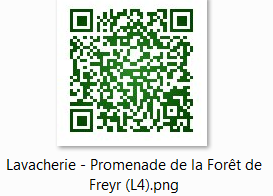 Lavacherie - Promenade de la Forêt de
Freyr (L4).png